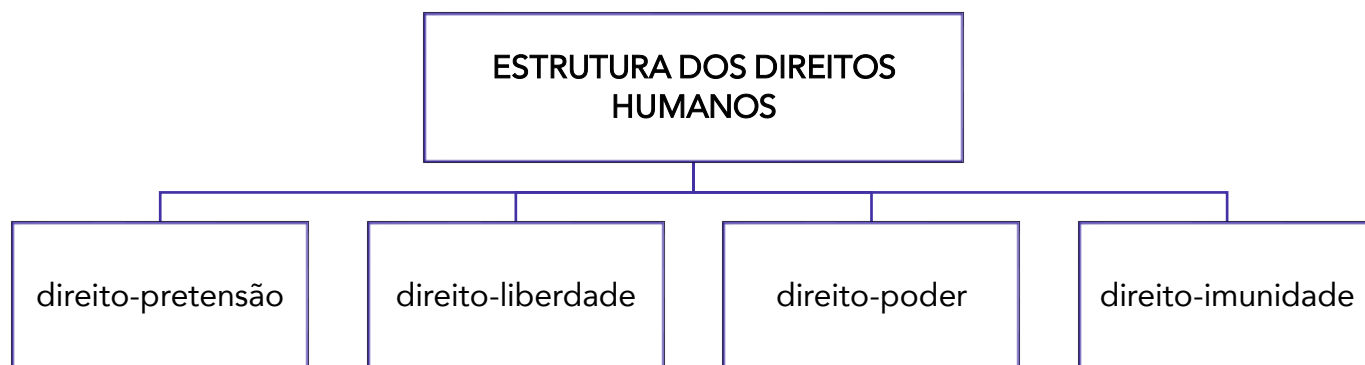 ESTRUTURA DOS DIREITOS
HUMANOS
direito-pretensão
direito-liberdade
direito-poder
direito-imunidade